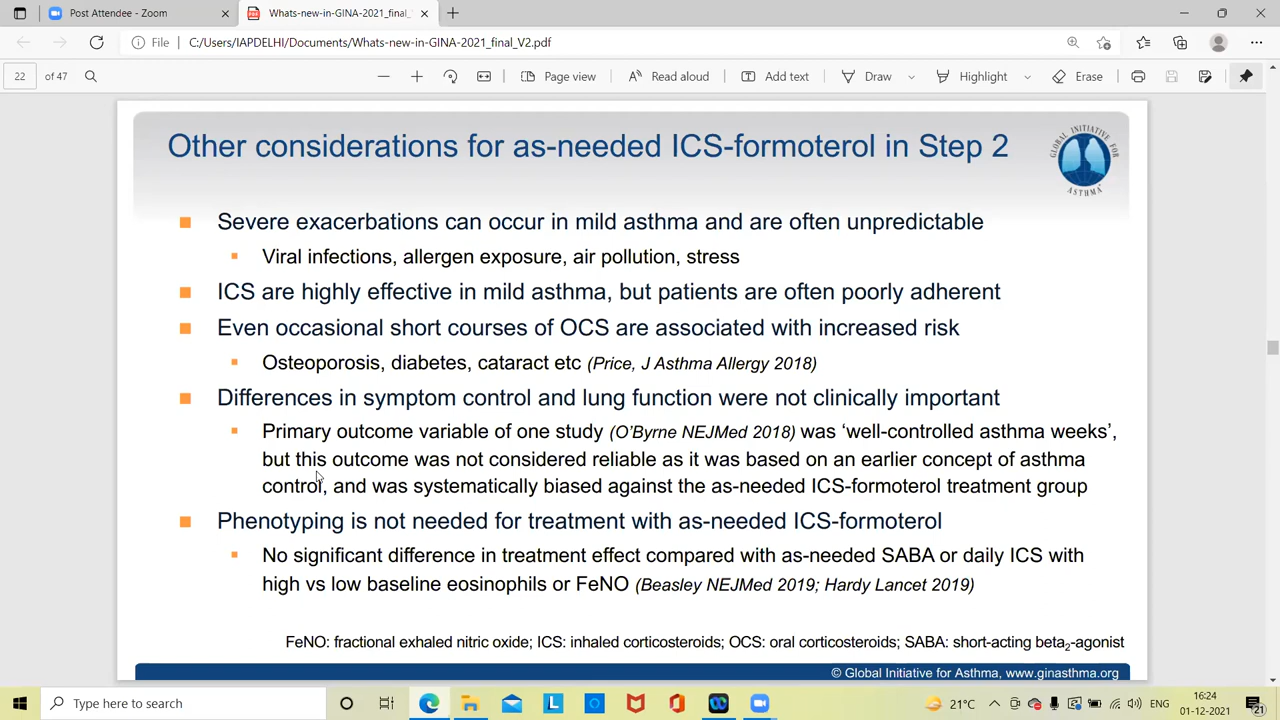 Post Attendee - Zoom
Whats-new-in-GINA-2021_final_
File C:/Users/IAPDELHI/Documents/Whats-new-in-GINA-2021_final_V2.pdf
22 of 47 Page view Read aloud Add text Draw Highlight Erase
Other considerations for as-needed ICS-formoterol in Step 2
GLOBAL INITIATIVE FOR ASTHMA
Severe exacerbations can occur in mild asthma and are often unpredictable
Viral infections, allergen exposure, air pollution, stress
ICS are highly effective in mild asthma, but patients are often poorly adherent
Even occasional short courses of OCS are associated with increased risk
Osteoporosis, diabetes, cataract etc (Price, J Asthma Allergy 2018)
Differences in symptom control and lung function were not clinically important
Primary outcome variable of one study (O’Byrne NEJMed 2018) was ‘well-controlled asthma weeks’,
but this outcome was not considered reliable as it was based on an earlier concept of asthma
control, and was systematically biased against the as-needed ICS-formoterol treatment group
Phenotyping is not needed for treatment with as-needed ICS-formoterol
No significant difference in treatment effect compared with as-needed SABA or daily ICS with
high vs low baseline eosinophils or FeNO (Beasley NEJMed 2019; Hardy Lancet 2019)
FeNO: fractional exhaled nitric oxide; ICS: inhaled corticosteroids; OCS: oral corticosteroids; SABA: short-acting beta2-agonist
© Global Initiative for Asthma, www.ginasthma.org
Type here to search
21°C
ENG
16:24
01-12-2021
21